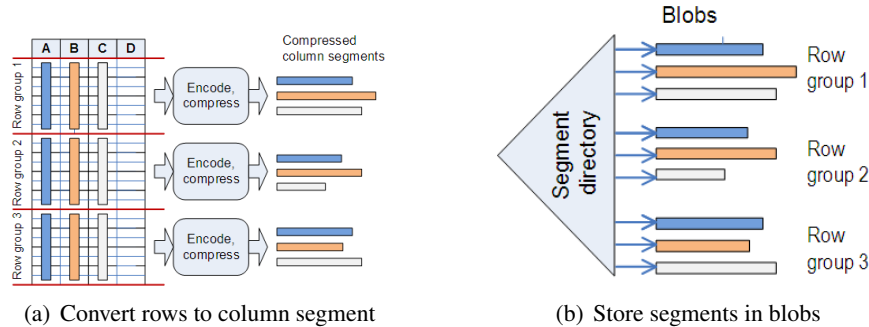 A B C D
Compressed
column segments
Row group 1
Encode,
compress
Row group 2
Encode,
compress
Row group 3
Encode,
compress
(a) Convert rows to column segment
Blobs
Segment
directory
Row
group 1
Row
group 2
Row
group 3
(b) Store segments in blobs